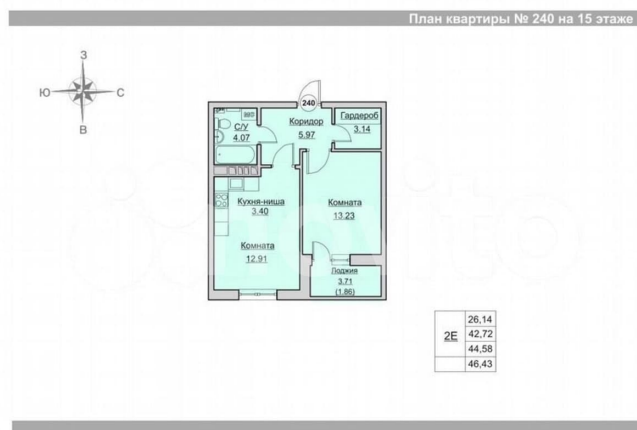 План квартиры № 240 на 15 этаже
З
Ю
С
В
240
Гардероб
3.14
С/У
4.07
Коридор
5.97
Кухня-ниша
3.40
Комната
13.23
Комната
12.91
Лоджия
3.71
(1.86)
2Е
26,14
42,72
44,58
46,43